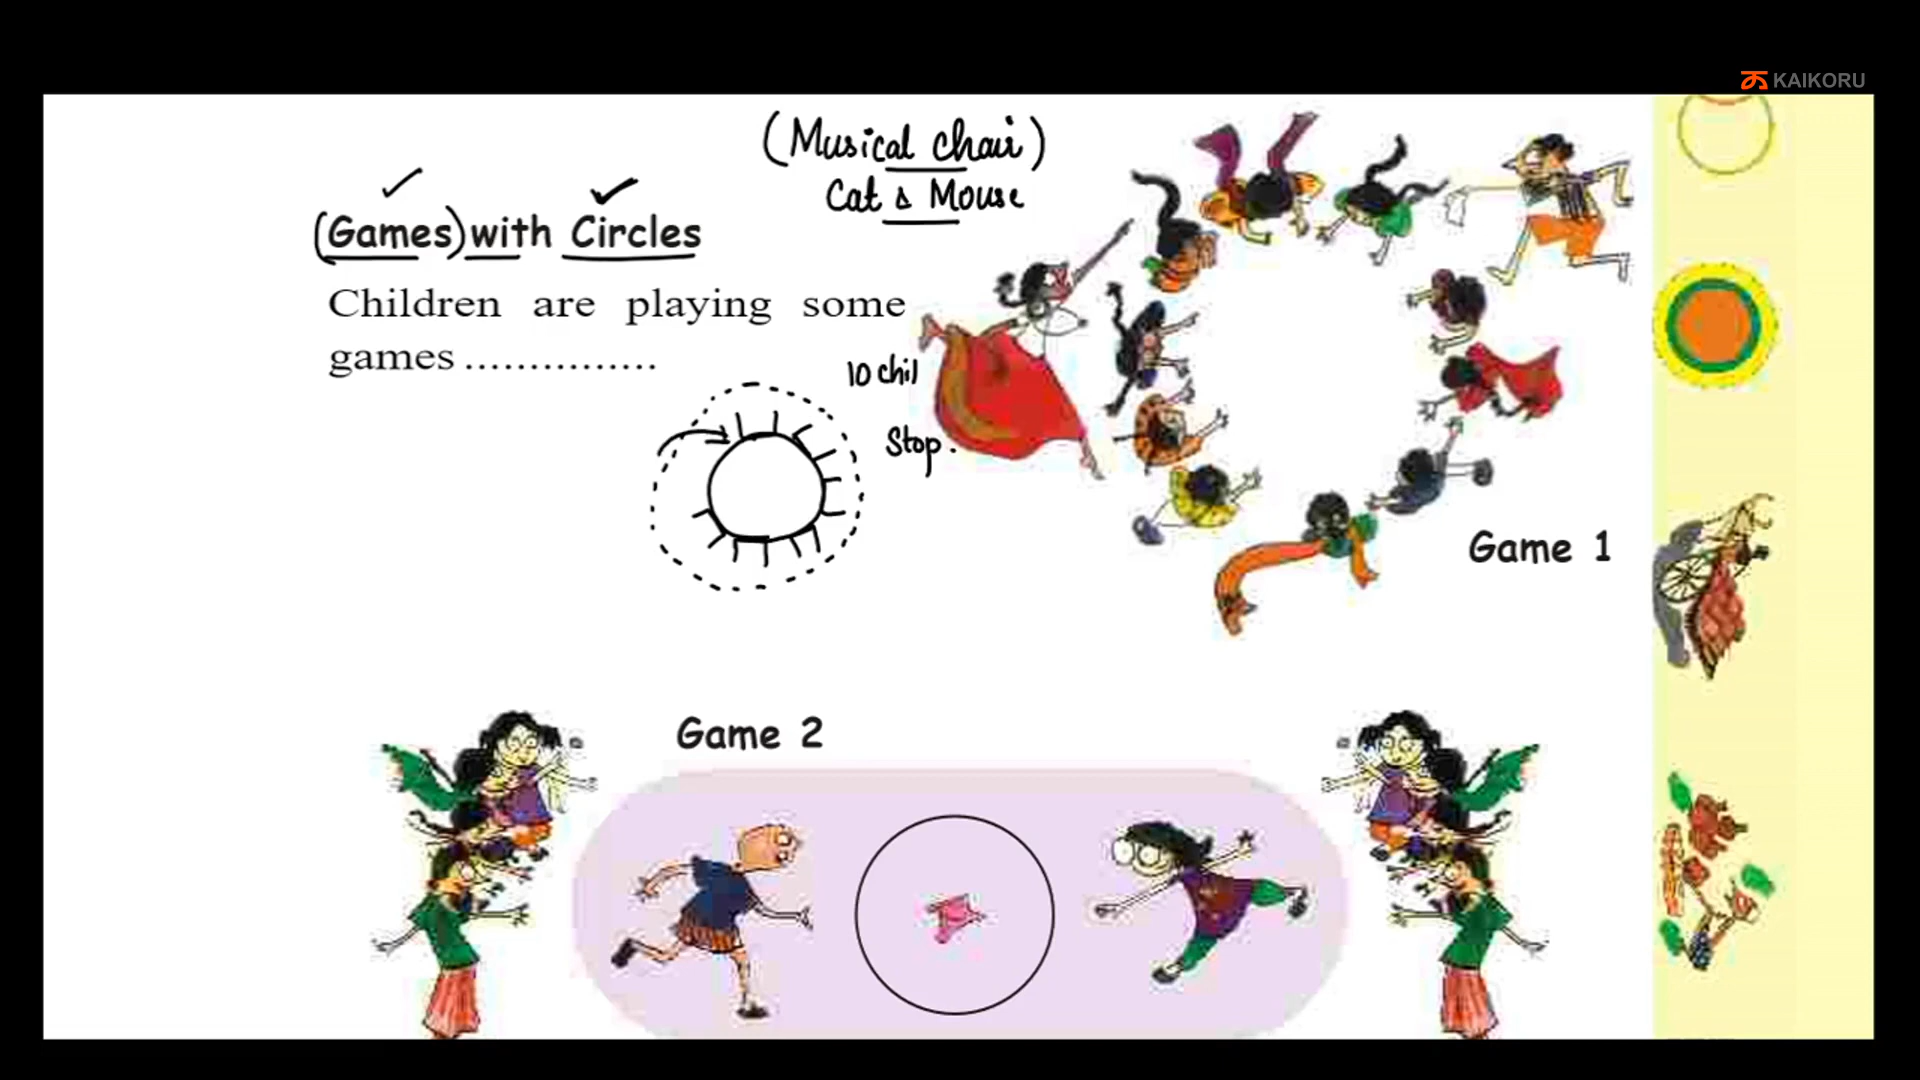 KAIKORU
(Musical chair)
Cat & Mouse
(Games) with Circles
Children are playing some
games ...............
10 chil
Stop.
Game 1
Game 2